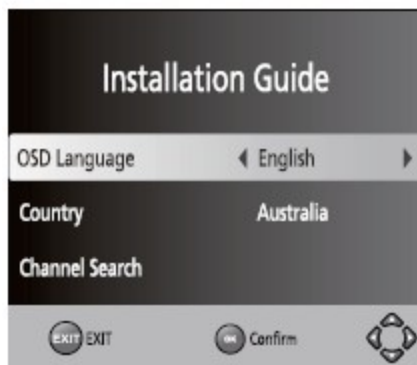 Installation Guide
OSD Language English
Country Australia
Channel Search
EXIT EXIT OK Confirm